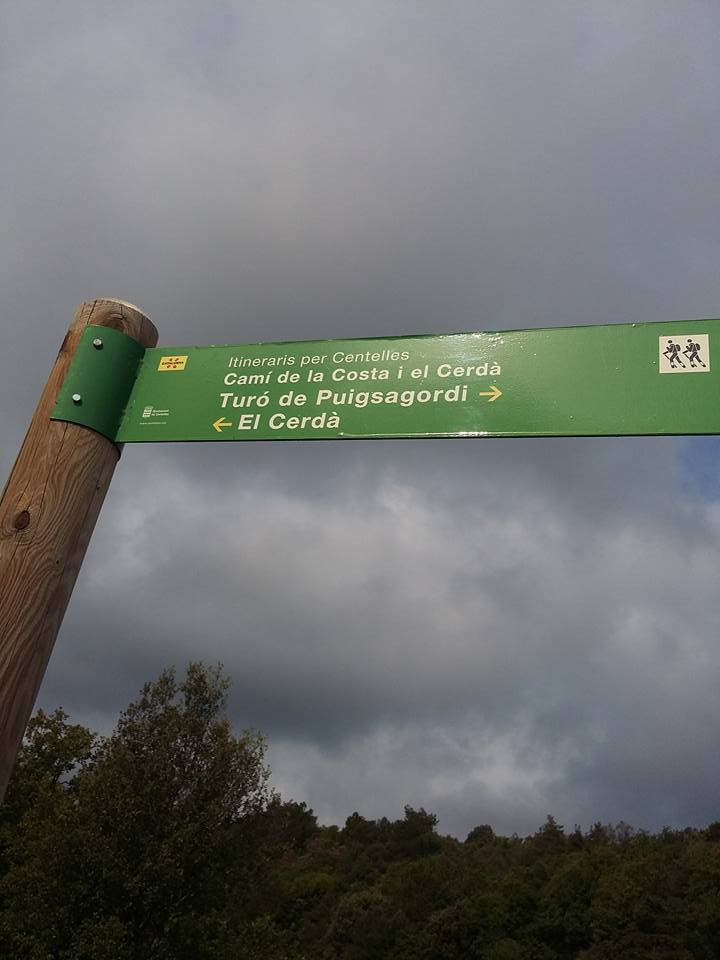 Itineraris per Centelles
Camí de la Costa i el Cerdà
Turó de Puigsagordi →
← El Cerdà